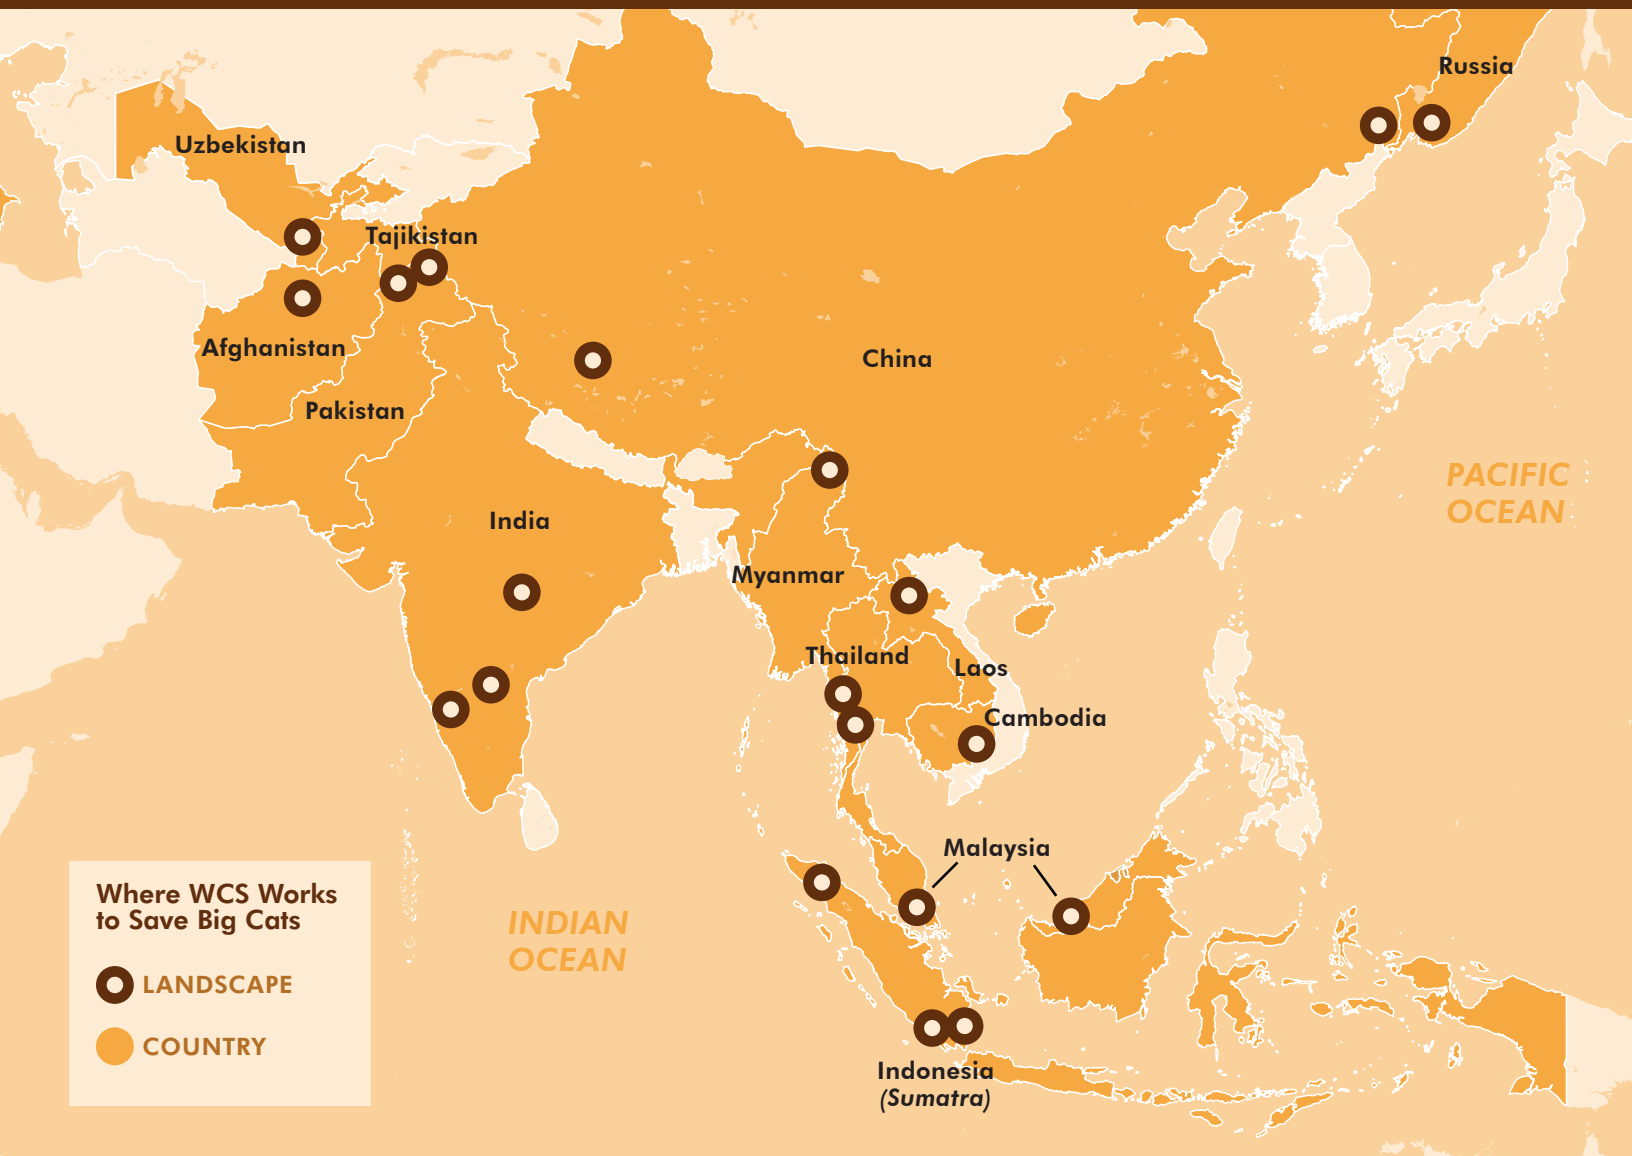 Russia
Uzbekistan
Tajikistan
Afghanistan
China
Pakistan
PACIFIC
OCEAN
India
Myanmar
Thailand
Laos
Cambodia
Malaysia
Where WCS Works
to Save Big Cats
LANDSCAPE
COUNTRY
INDIAN
OCEAN
Indonesia
(Sumatra)